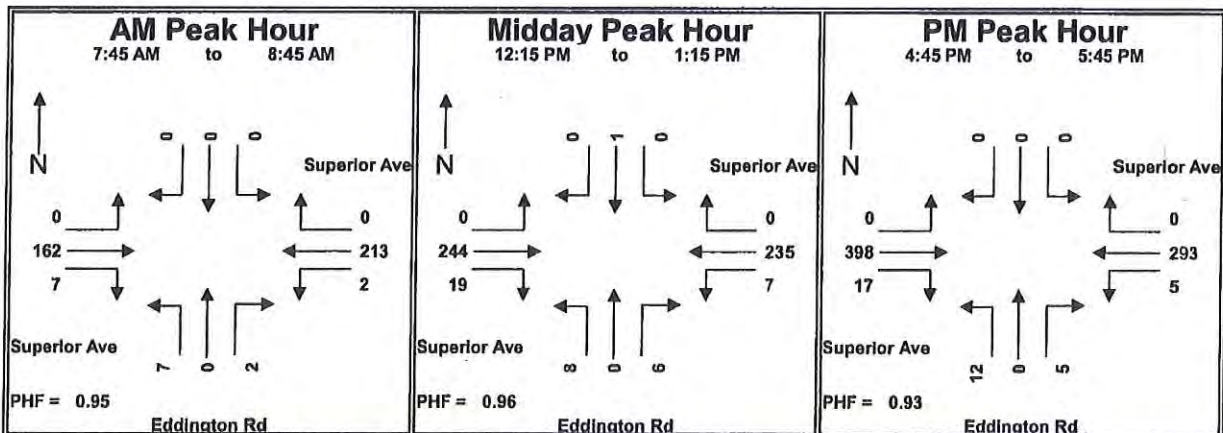 AM Peak Hour
7:45 AM to 8:45 AM
N
0 0 0
Superior Ave
0
162
7
0
213
2
Superior Ave
7 0 2
PHF = 0.95
Eddington Rd
Midday Peak Hour
12:15 PM to 1:15 PM
N
0 1 0
Superior Ave
0
244
19
0
235
7
Superior Ave
8 0 6
PHF = 0.96
Eddington Rd
PM Peak Hour
4:45 PM to 5:45 PM
N
0 0 0
Superior Ave
0
398
17
0
293
5
Superior Ave
12 0 5
PHF = 0.93
Eddington Rd